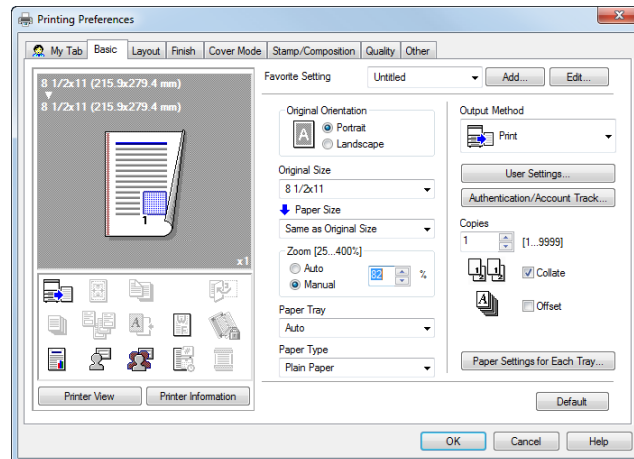 Printing Preferences
My Tab Basic Layout Finish Cover Mode Stamp/Composition Quality Other
8 1/2x11 (215.9x279.4 mm)
8 1/2x11 (215.9x279.4 mm)
1
x1
Printer View Printer Information
Favorite Setting Untitled Add... Edit...
Original Orientation
A
Portrait
Landscape
Original Size
8 1/2x11
Paper Size
Same as Original Size
Zoom [25...400%]
Auto
Manual
82 %
Paper Tray
Auto
Paper Type
Plain Paper
Output Method
Print
User Settings...
Authentication/Account Track...
Copies
1 [1...9999]
Collate
Offset
Paper Settings for Each Tray...
Default
OK Cancel Help